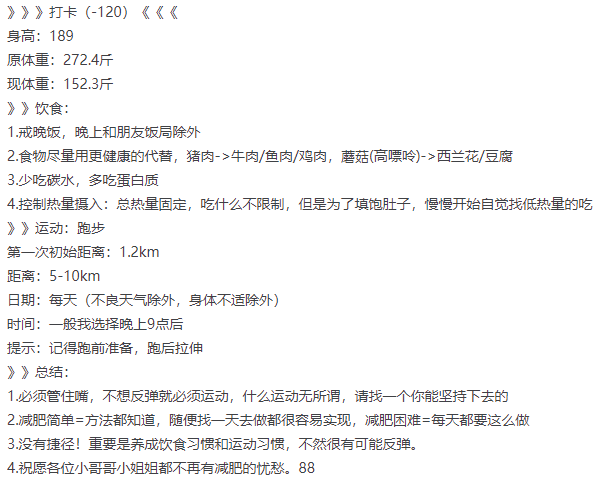 》》》打卡（-120）《《《
身高：189
原体重：272.4斤
现体重：152.3斤
》》饮食：
1.戒晚饭，晚上和朋友饭局除外
2.食物尽量用更健康的代替，猪肉->牛肉/鱼肉/鸡肉，蘑菇(高嘌呤)->西兰花/豆腐
3.少吃碳水，多吃蛋白质
4.控制热量摄入：总热量固定，吃什么不限制，但是为了填饱肚子，慢慢开始自觉找低热量的吃
》》运动：跑步
第一次初始距离：1.2km
距离：5-10km
日期：每天（不良天气除外，身体不适除外）
时间：一般我选择晚上9点后
提示：记得跑前准备，跑后拉伸
》》总结：
1.必须管住嘴，不想反弹就必须运动，什么运动无所谓，请找一个你能坚持下去的
2.减肥简单=方法都知道，随便找一天去做都很容易实现，减肥困难=每天都要这么做
3.没有捷径！重要是养成饮食习惯和运动习惯，不然很有可能反弹。
4.祝愿各位小哥哥小姐姐都不再有减肥的忧愁。88